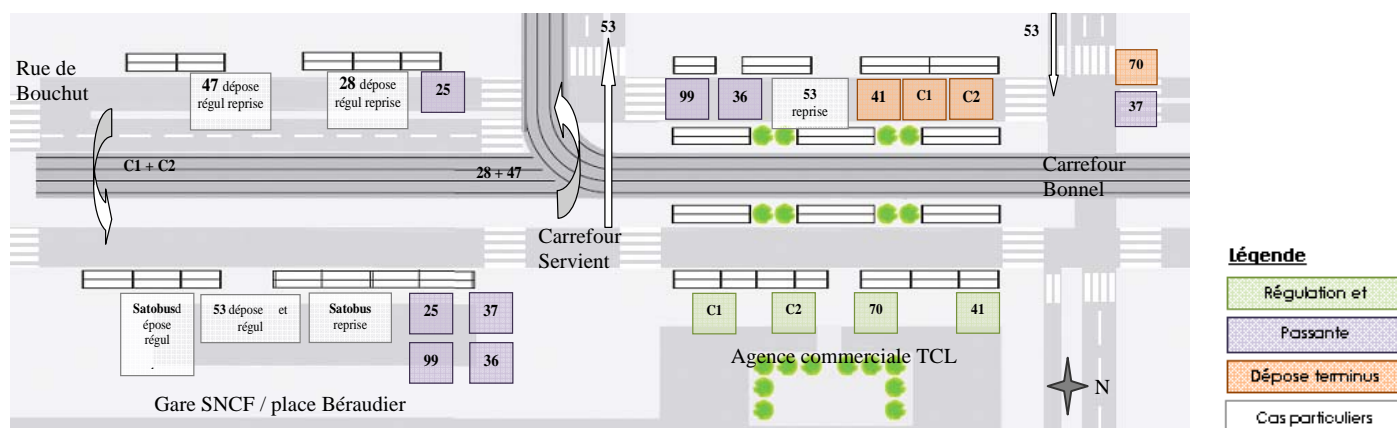 53
53
Rue de
Bouchut
47 dépose
régul reprise
28 dépose
régul reprise
25
99
36
53
reprise
41
C1
C2
70
37
C1 + C2
28 + 47
Carrefour
Bonnel
Carrefour
Servient
Satobusd
épose
régul
.
53 dépose et
régul
Satobus
reprise
25
37
99
36
C1
C2
70
41
Agence commerciale TCL
Gare SNCF / place Béraudier
N
Légende
Régulation et
Passante
Dépose terminus
Cas particuliers